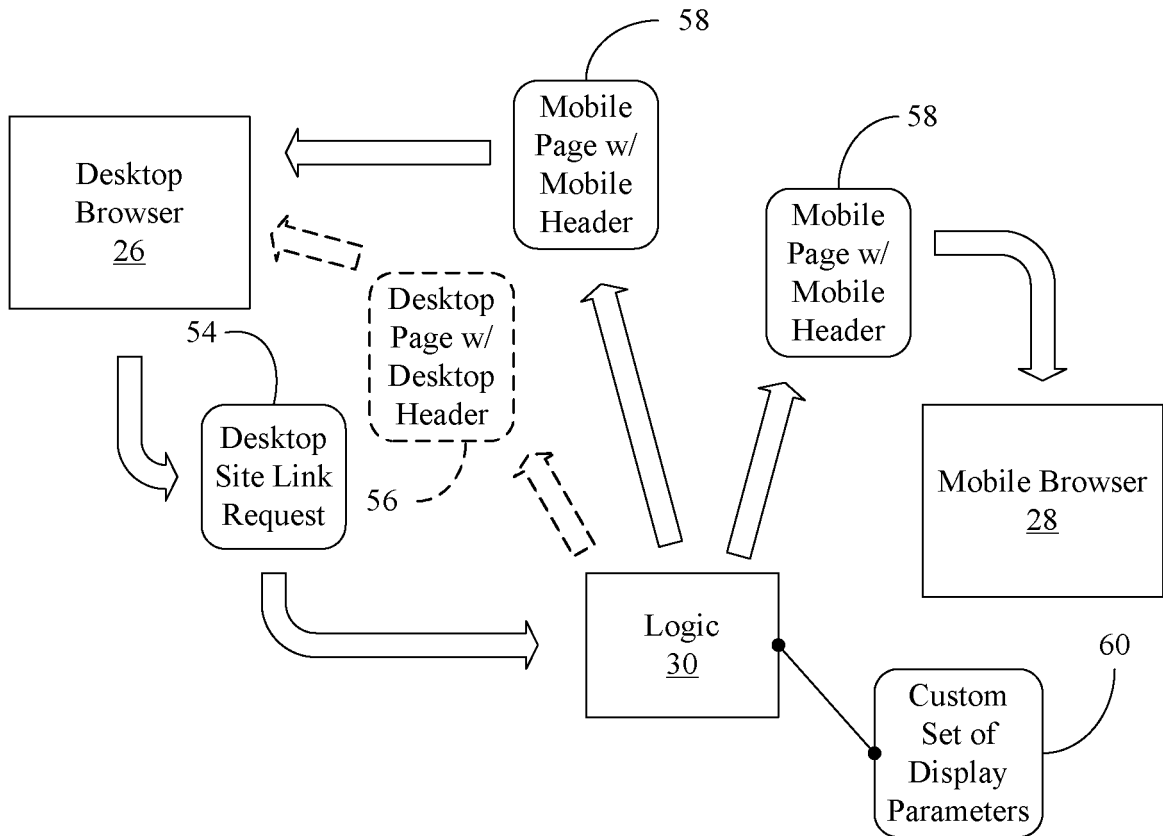 58
Mobile
Page w/
Mobile
Header
58
Mobile
Page w/
Mobile
Header
Desktop
Browser
26
Desktop
Page w/
Desktop
Header
56
54
Desktop
Site Link
Request
Mobile Browser
28
Logic
30
60
Custom
Set of
Display
Parameters